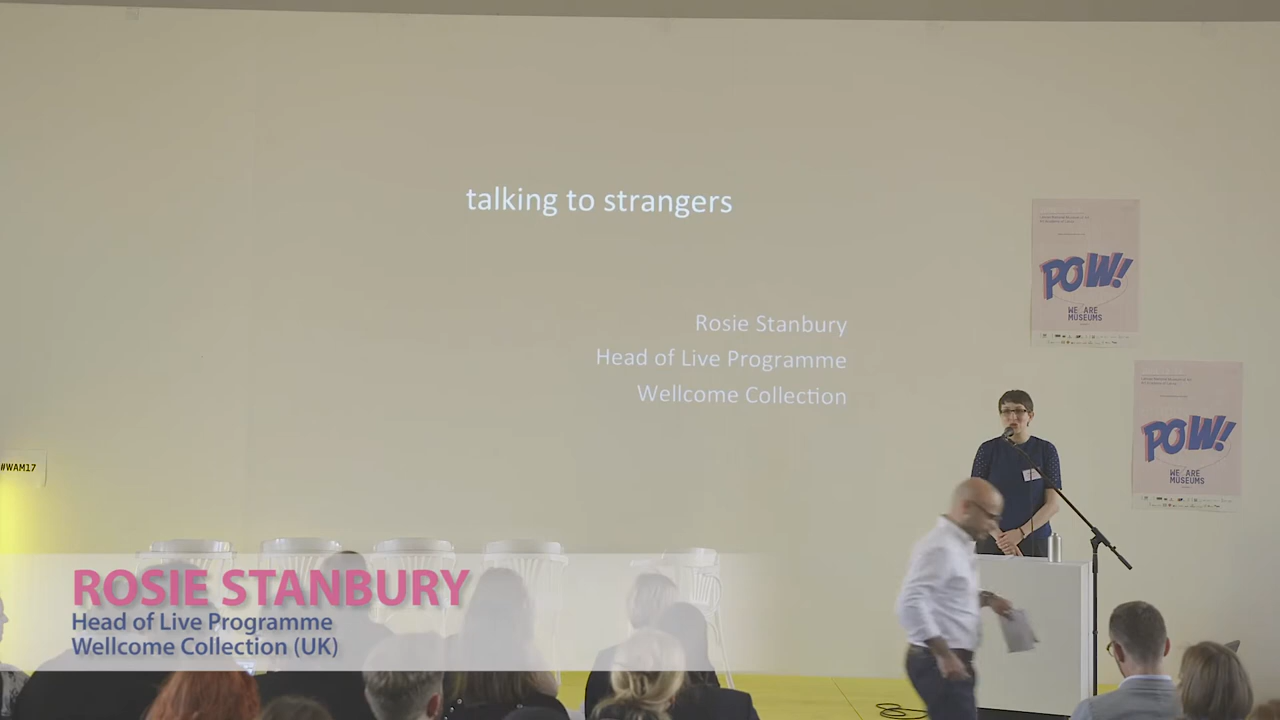 talking to strangers
Rosie Stanbury
Head of Live Programme
Wellcome Collection
POW!
WE ARE
MUSEUMS
POW!
WE ARE
MUSEUMS
#WAM17
ROSIE STANBURY
Head of Live Programme
Wellcome Collection (UK)